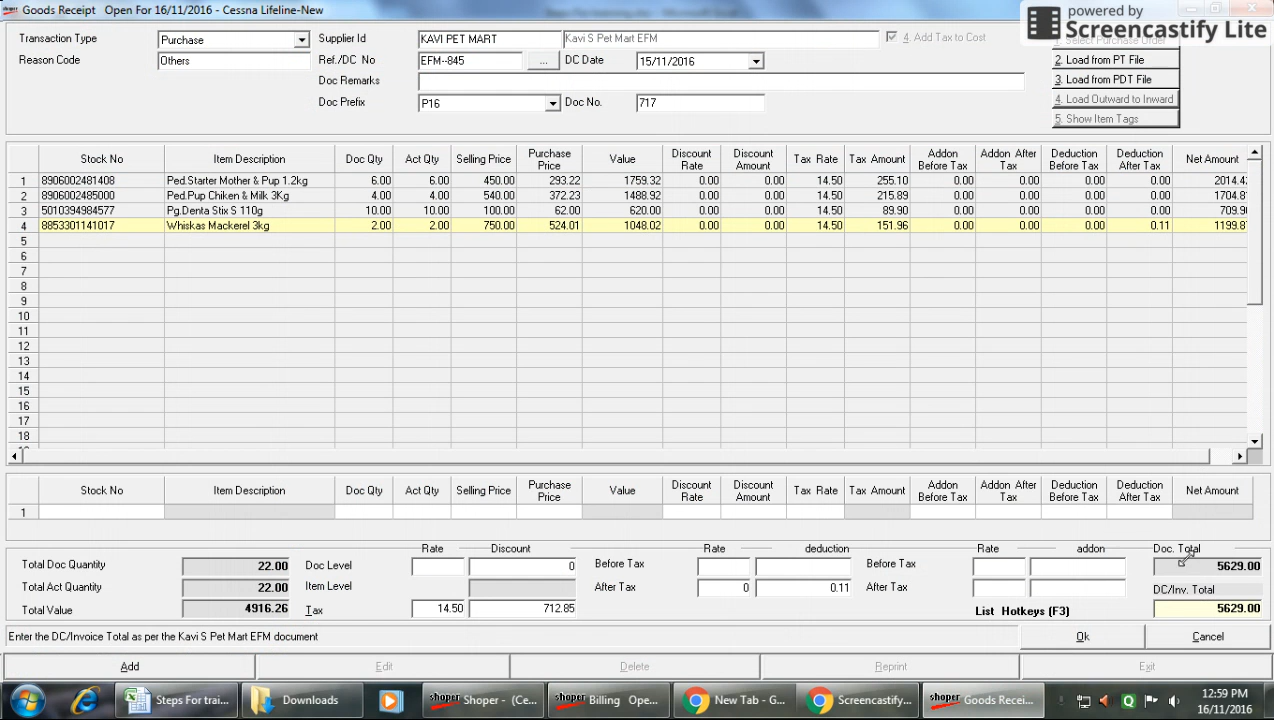 shoper Goods Receipt Open For 16/11/2016 - Cessna Lifeline-New
powered by
Screencastify Lite
Transaction Type Purchase Supplier Id KAVI PET MART Kavi S Pet Mart EFM 4. Add Tax to Cost
Reason Code Others Ref./DC No EFM--845 ... DC Date 15/11/2016 2. Load from PT File
Doc Remarks 3. Load from PDT File
Doc Prefix P16 Doc No. 717 4. Load Outward to Inward
5. Show Item Tags
Stock No Item Description Doc Qty Act Qty Selling Price Purchase Price Value Discount Rate Discount Amount Tax Rate Tax Amount Addon Before Tax Addon After Tax Deduction Before Tax Deduction After Tax Net Amount
1 8906002481408 Ped.Starter Mother & Pup 1.2kg 6.00 6.00 450.00 293.22 1759.32 0.00 0.00 14.50 255.10 0.00 0.00 0.00 0.00 2014.4
2 8906002485000 Ped.Pup Chiken & Milk 3Kg 4.00 4.00 540.00 372.23 1488.92 0.00 0.00 14.50 215.89 0.00 0.00 0.00 0.00 1704.8
3 5010394984577 Pg.Denta Stix S 110g 10.00 10.00 100.00 62.00 620.00 0.00 0.00 14.50 89.90 0.00 0.00 0.00 0.00 709.9
4 8853301141017 Whiskas Mackerel 3kg 2.00 2.00 750.00 524.01 1048.02 0.00 0.00 14.50 151.96 0.00 0.00 0.00 0.11 1199.8
5
6
7
8
9
10
11
12
13
14
15
16
17
18
Stock No Item Description Doc Qty Act Qty Selling Price Purchase Price Value Discount Rate Discount Amount Tax Rate Tax Amount Addon Before Tax Addon After Tax Deduction Before Tax Deduction After Tax Net Amount
1
Rate Discount Rate deduction Rate addon Doc. Total
Total Doc Quantity 22.00 Doc Level 0 Before Tax Before Tax 5629.00
Total Act Quantity 22.00 Item Level After Tax 0 0.11 After Tax DC/Inv. Total
Total Value 4916.26 Tax 14.50 712.85 List Hotkeys (F3) 5629.00
Enter the DC/Invoice Total as per the Kavi S Pet Mart EFM document Ok Cancel
Add Edit Delete Reprint Exit
Steps For trai... Downloads shoper Shoper - (Ce... shoper Billing Ope... New Tab - G... Screencastify... shoper Goods Recei... 12:59 PM
16/11/2016